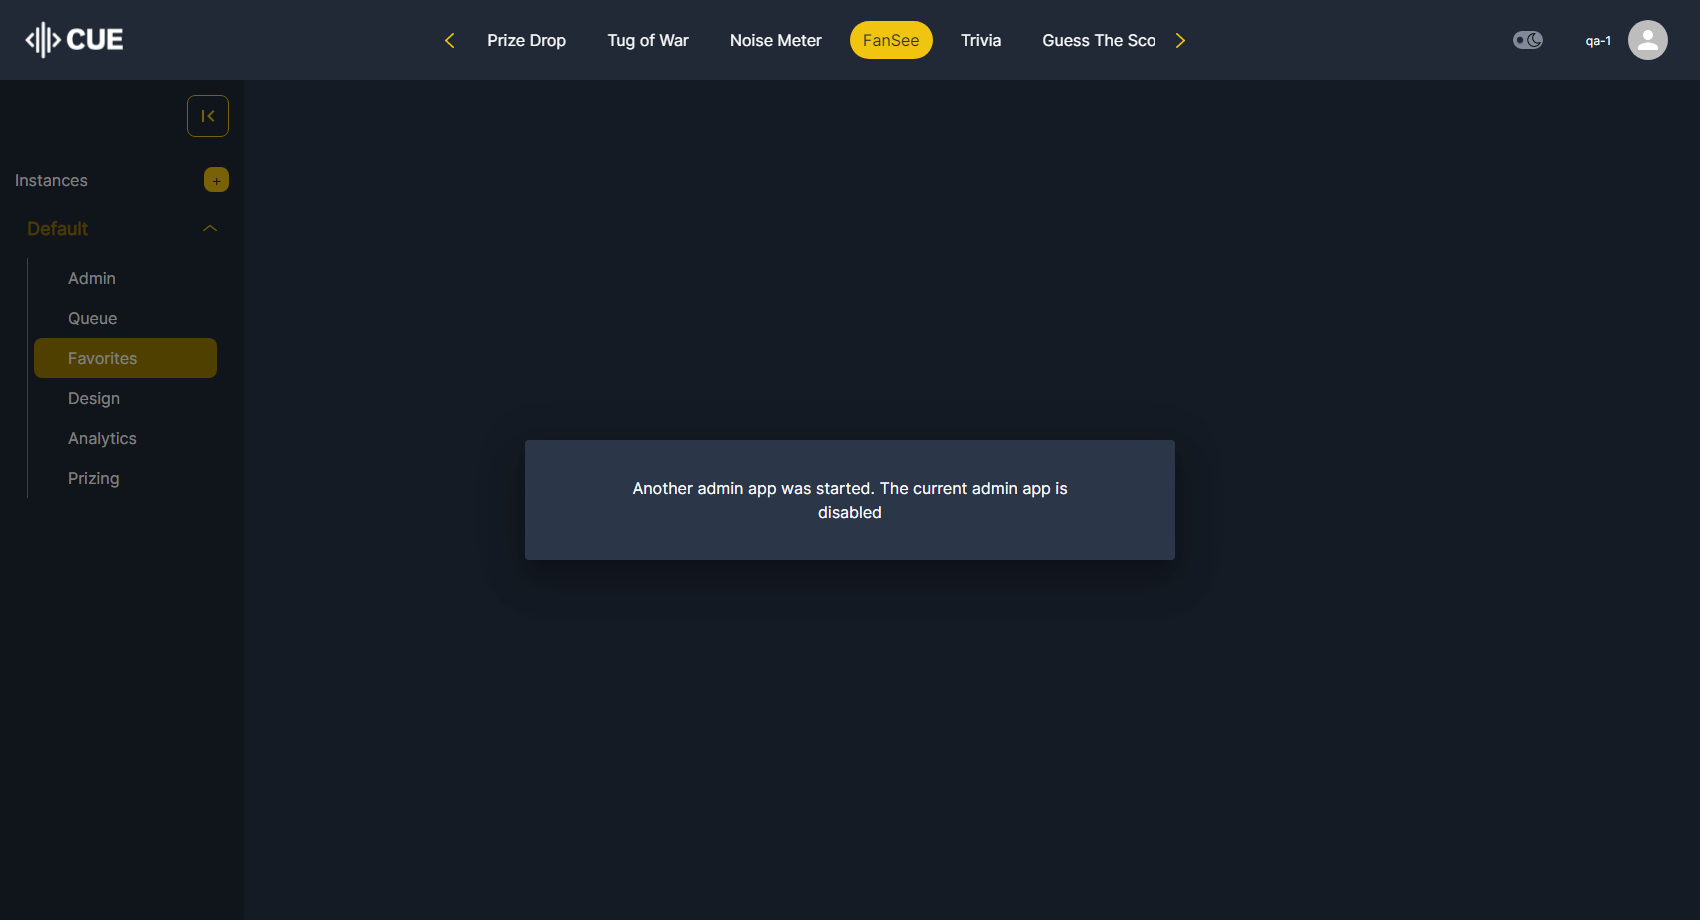 CUE
Prize Drop
Tug of War
Noise Meter
FanSee
Trivia
Guess The Sco
qa-1
Instances
+
Default
Admin
Queue
Favorites
Design
Analytics
Prizing
Another admin app was started. The current admin app is
disabled